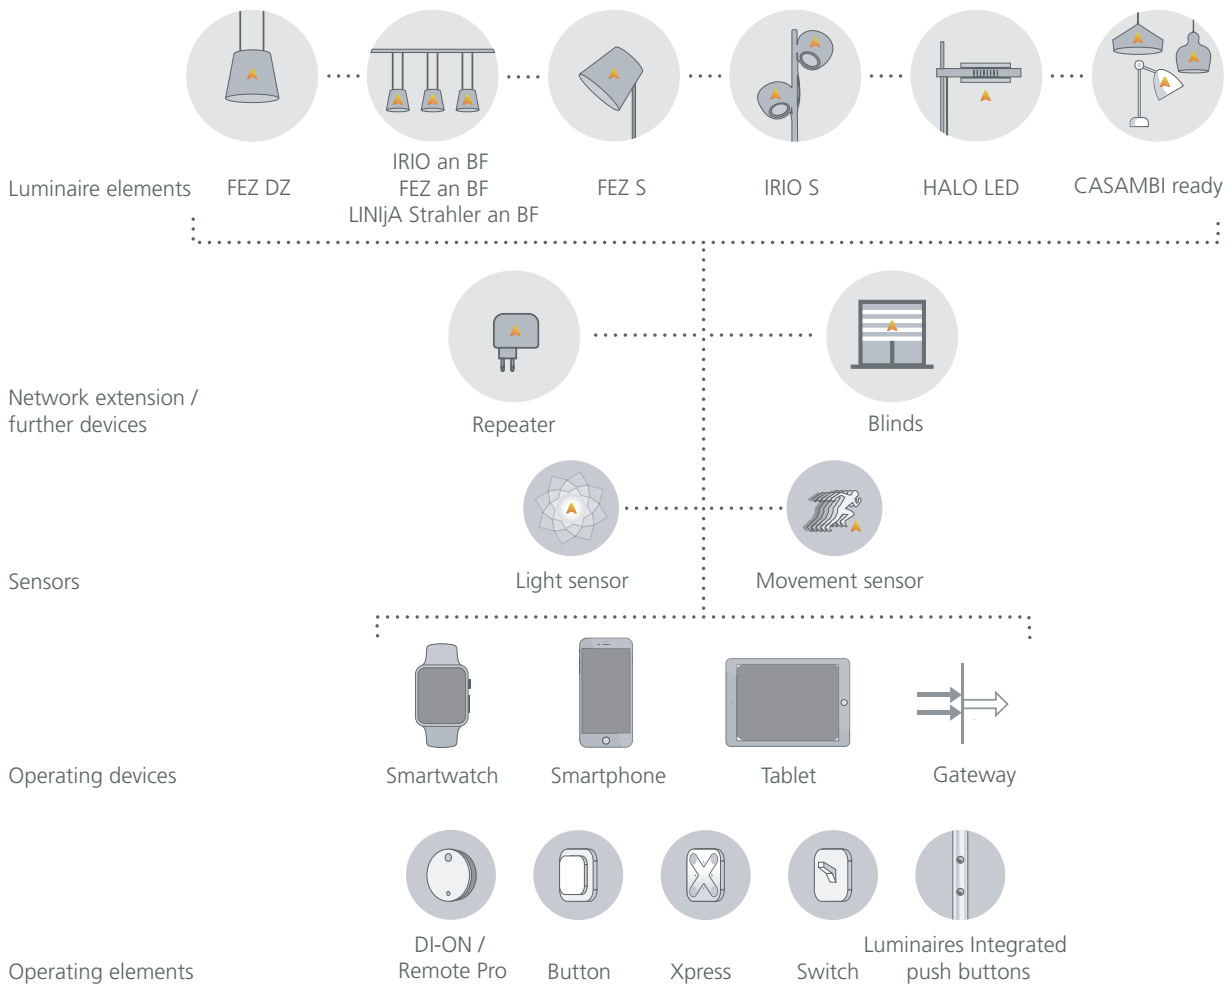 IRIO an BF
Luminaire elements
FEZ DZ
FEZ an BF
FEZ S
IRIO S
HALO LED
CASAMBI ready
LINIjA Strahler an BF
Network extension /
further devices
Repeater
Blinds
Sensors
Light sensor
Movement sensor
Operating devices
Smartwatch
Smartphone
Tablet
Gateway
Operating elements
DI-ON /
Remote Pro
Button
Xpress
Switch
Luminaires Integrated
push buttons